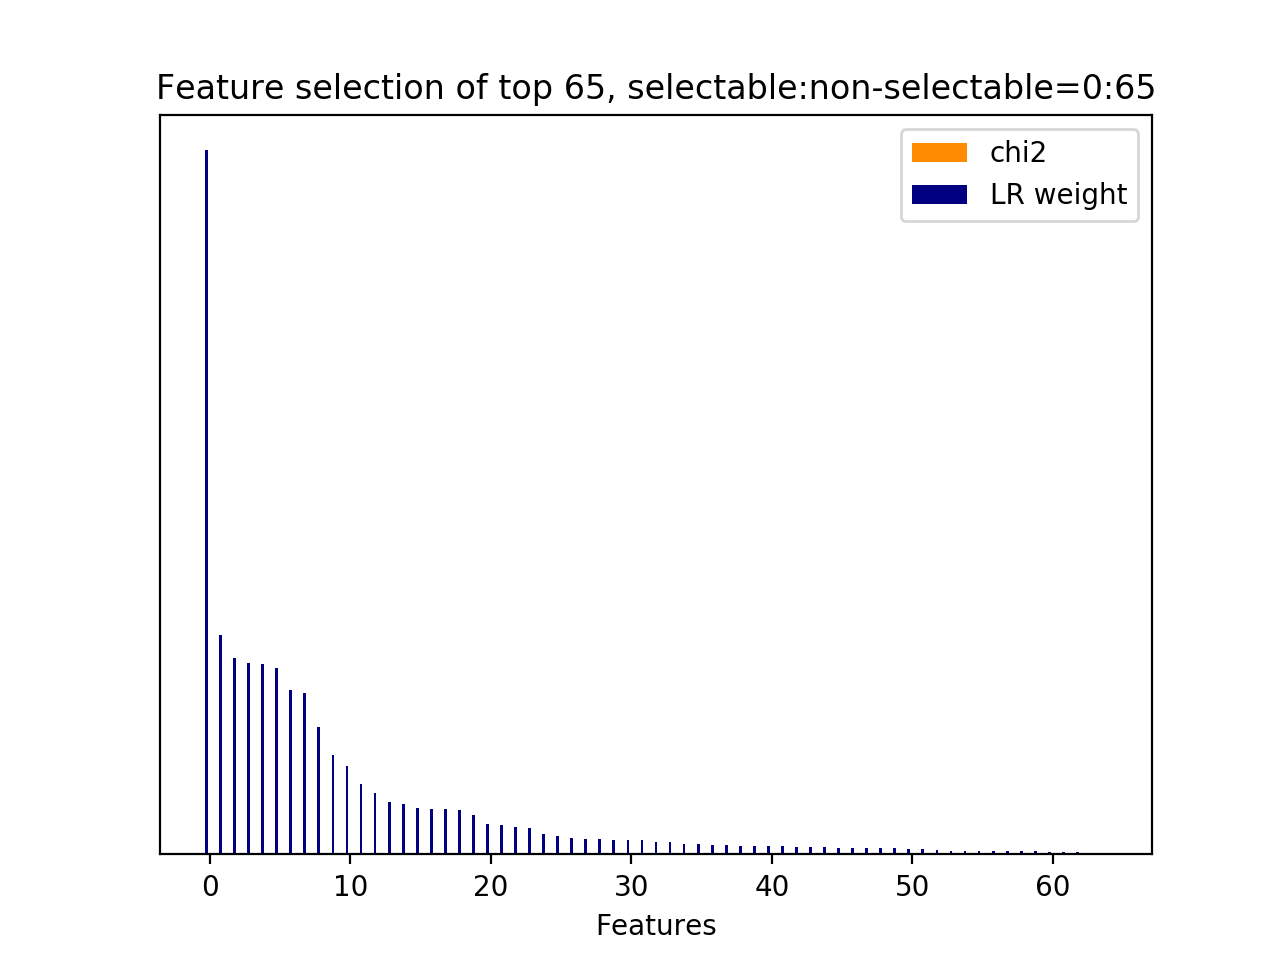 Feature selection of top 65, selectable:non-selectable=0:65
chi2
LR weight
0 10 20 30 40 50 60
Features